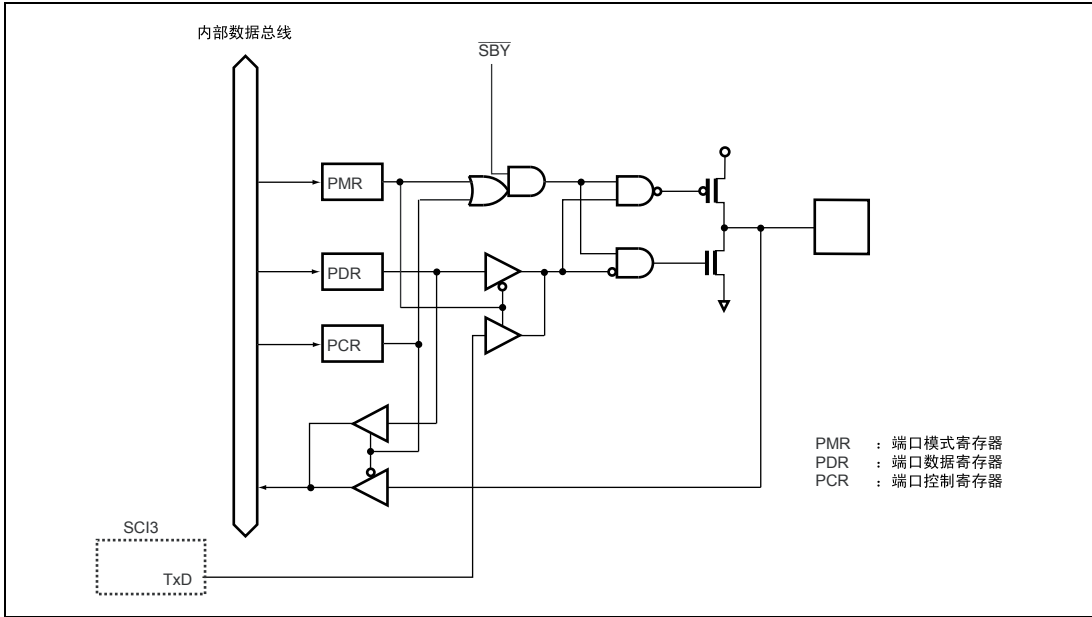 内部数据总线
SBY
PMR
PDR
PCR
PMR ：端口模式寄存器
PDR ：端口数据寄存器
PCR ：端口控制寄存器
SCI3
TxD